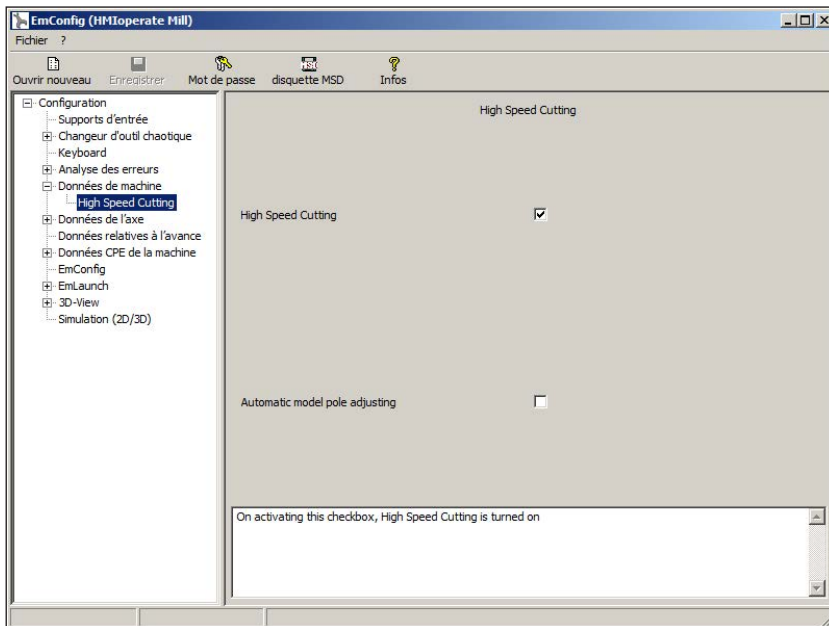 EmConfig (HMIoperate Mill)
Fichier ?
Ouvrir nouveau Enregistrer Mot de passe disquette MSD Infos
Configuration
Supports d'entrée
Changeur d'outil chaotique
Keyboard
Analyse des erreurs
Données de machine
High Speed Cutting
Données de l'axe
Données relatives à l'avance
Données CPE de la machine
EmConfig
EmLaunch
3D-View
Simulation (2D/3D)
High Speed Cutting
High Speed Cutting
Automatic model pole adjusting
On activating this checkbox, High Speed Cutting is turned on